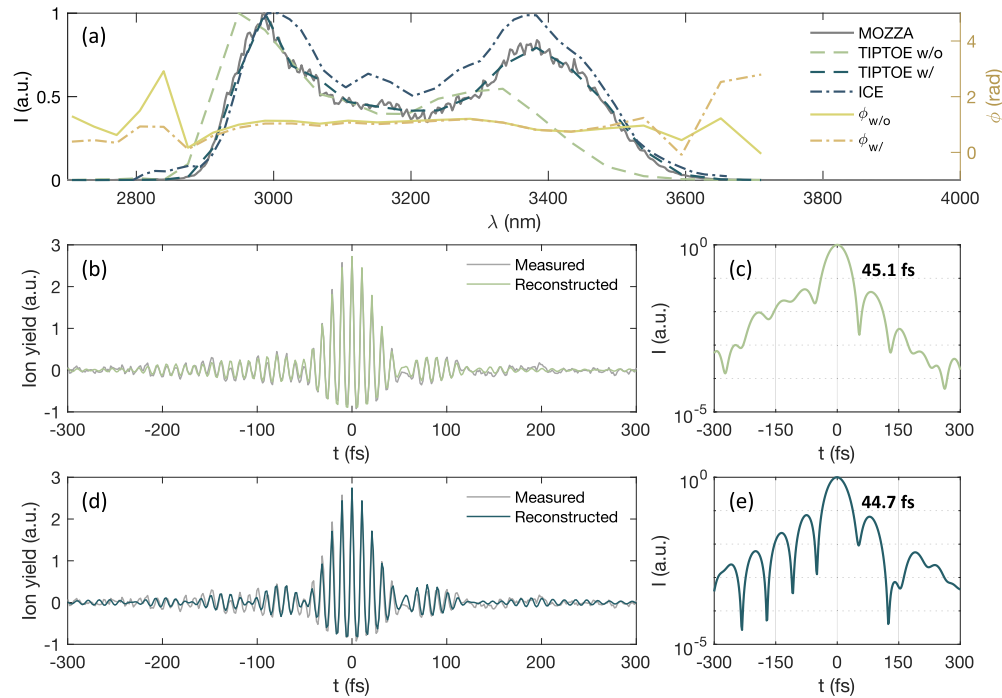 (a)
I (a.u.)
1
0.5
0
MOZZA
TIPTOE w/o
TIPTOE w/
ICE
ϕw/o
ϕw/
4
2
0
ϕ (rad)
2800 3000 3200 3400 3600 3800 4000
λ (nm)
(b)
Ion yield (a.u.)
3
2
1
0
-1
Measured
Reconstructed
-300 -200 -100 0 100 200 300
t (fs)
(c)
I (a.u.)
10^0
10^-5
45.1 fs
-300 -150 0 150 300
t (fs)
(d)
Ion yield (a.u.)
3
2
1
0
-1
Measured
Reconstructed
-300 -200 -100 0 100 200 300
t (fs)
(e)
I (a.u.)
10^0
10^-5
44.7 fs
-300 -150 0 150 300
t (fs)